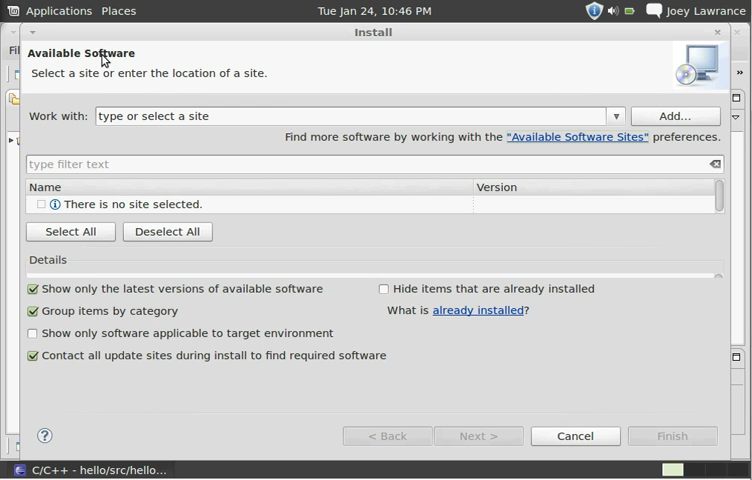 Applications Places Tue Jan 24, 10:46 PM Joey Lawrance
Install
Fil
Available Software
Select a site or enter the location of a site.
Work with: type or select a site Add...
Find more software by working with the "Available Software Sites" preferences.
type filter text
Name Version
There is no site selected.
Select All Deselect All
Details
Show only the latest versions of available software Hide items that are already installed
Group items by category What is already installed?
Show only software applicable to target environment
Contact all update sites during install to find required software
? < Back Next > Cancel Finish
C/C++ - hello/src/hello...